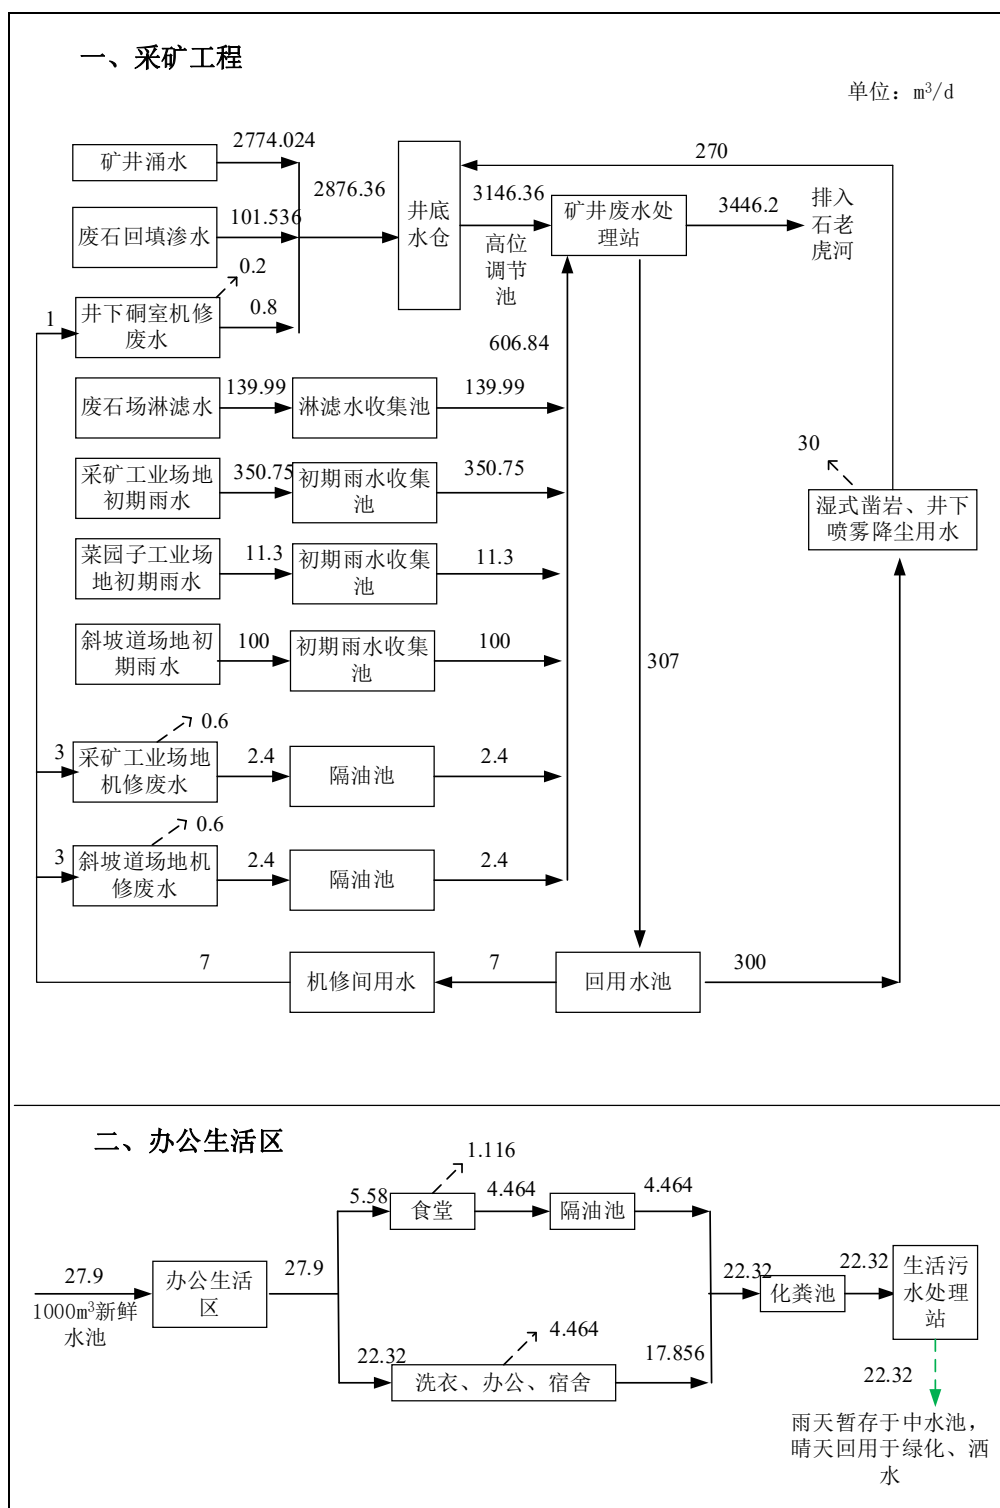 一、采矿工程
单位：m³/d
矿井涌水
2774.024
2876.36
废石回填渗水
101.536
0.2
1
井下硐室机修
废水
0.8
井底
水仓
3146.36
高位
调节
池
270
矿井废水处
理站
3446.2
排入
石老
虎河
606.84
废石场淋滤水
139.99
淋滤水收集池
139.99
采矿工业场地
初期雨水
350.75
初期雨水收集
池
350.75
30
湿式凿岩、井下
喷雾降尘用水
菜园子工业场
地初期雨水
11.3
初期雨水收集
池
11.3
斜坡道场地初
期雨水
100
初期雨水收集
池
100
307
0.6
3
采矿工业场地
机修废水
2.4
隔油池
2.4
0.6
3
斜坡道场地机
修废水
2.4
隔油池
2.4
7
机修间用水
7
回用水池
300
二、办公生活区
1.116
5.58
食堂
4.464
隔油池
4.464
27.9
1000m³新鲜
水池
办公生活
区
27.9
22.32
化粪池
22.32
生活污
水处理
站
4.464
22.32
洗衣、办公、宿舍
17.856
22.32
雨天暂存于中水池，
晴天回用于绿化、洒
水